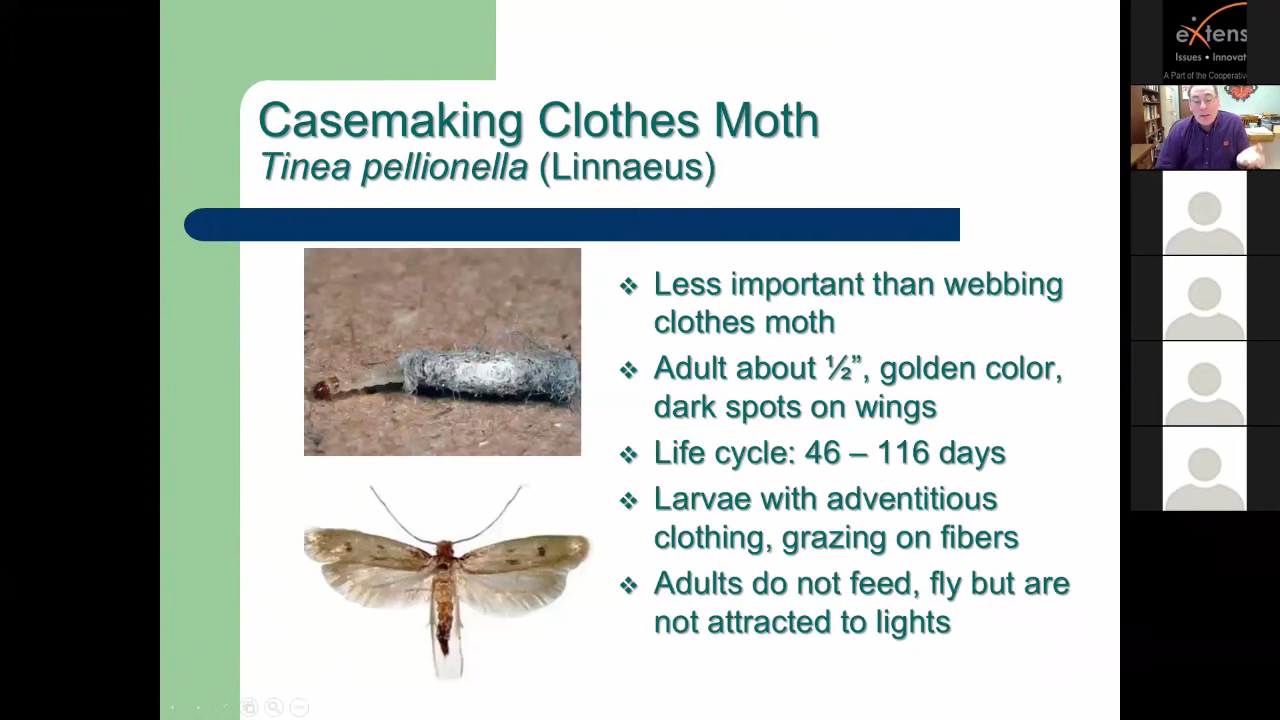 Casemaking Clothes Moth
Tinea pellionella (Linnaeus)
❖ Less important than webbing
clothes moth
❖ Adult about ½”, golden color,
dark spots on wings
❖ Life cycle: 46 – 116 days
❖ Larvae with adventitious
clothing, grazing on fibers
❖ Adults do not feed, fly but are
not attracted to lights
eXtens
Issues • Innovat
A Part of the Cooperativ